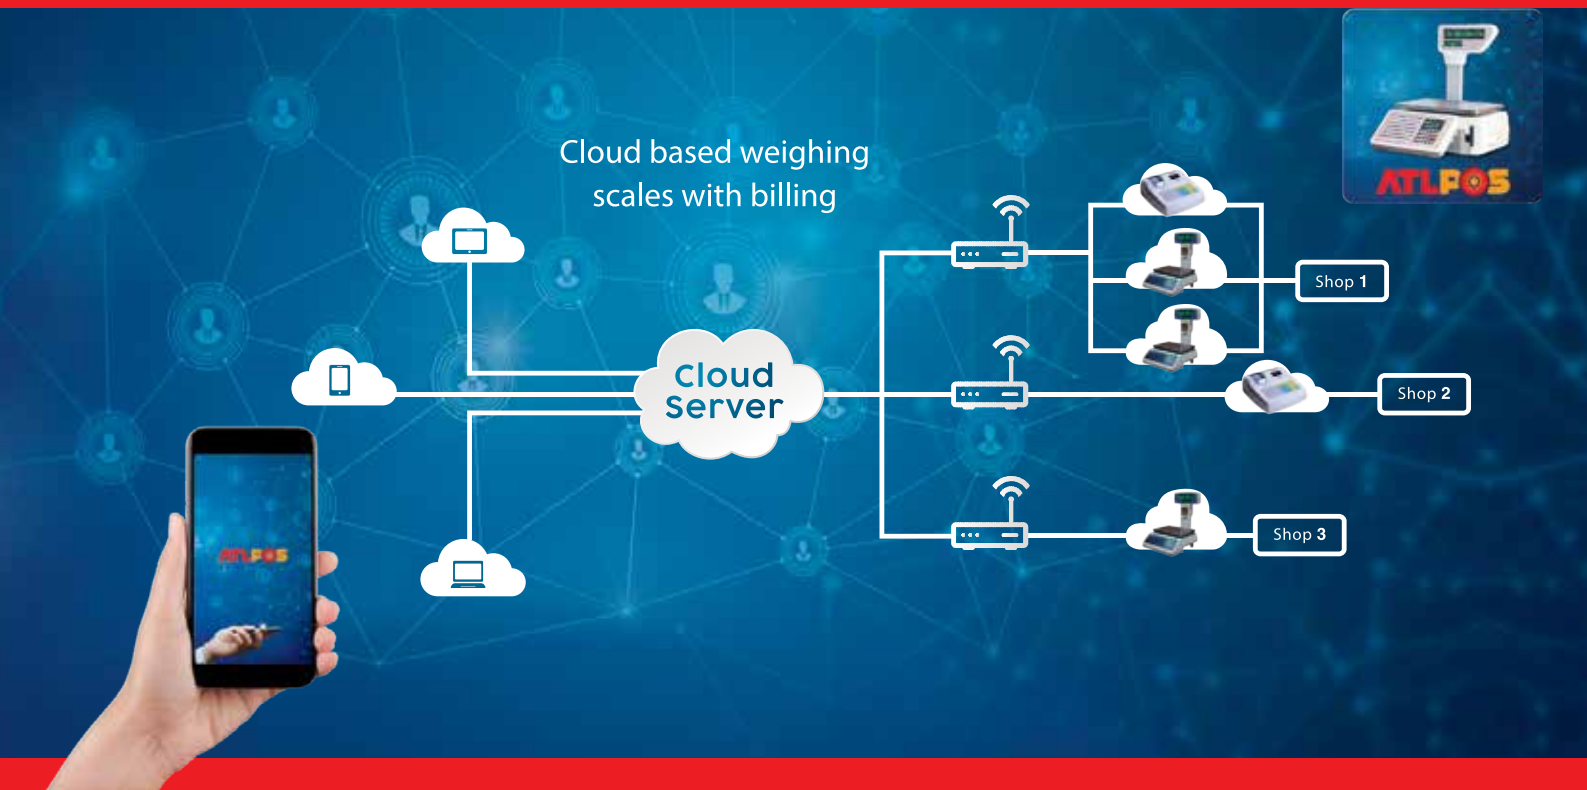 Cloud based weighing
scales with billing
ATLPOS
Shop 1
Cloud
Server
Shop 2
ATLPOS
Shop 3